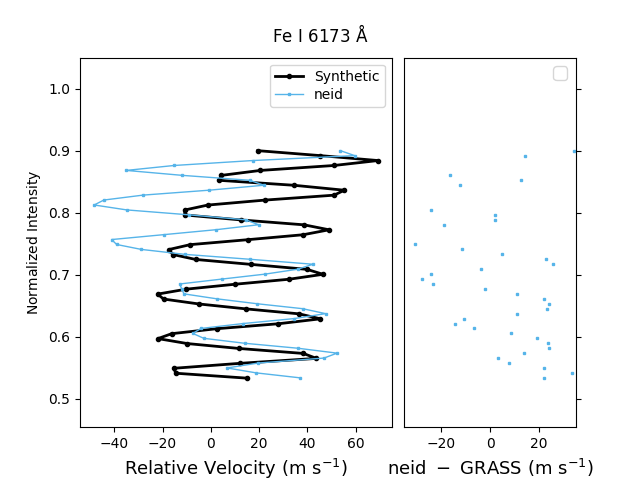 Fe I 6173 Å
Synthetic
neid
1.0
0.9
0.8
0.7
0.6
0.5
Normalized Intensity
−40 −20 0 20 40 60
−20 0 20
Relative Velocity (m s⁻¹)
neid − GRASS (m s⁻¹)